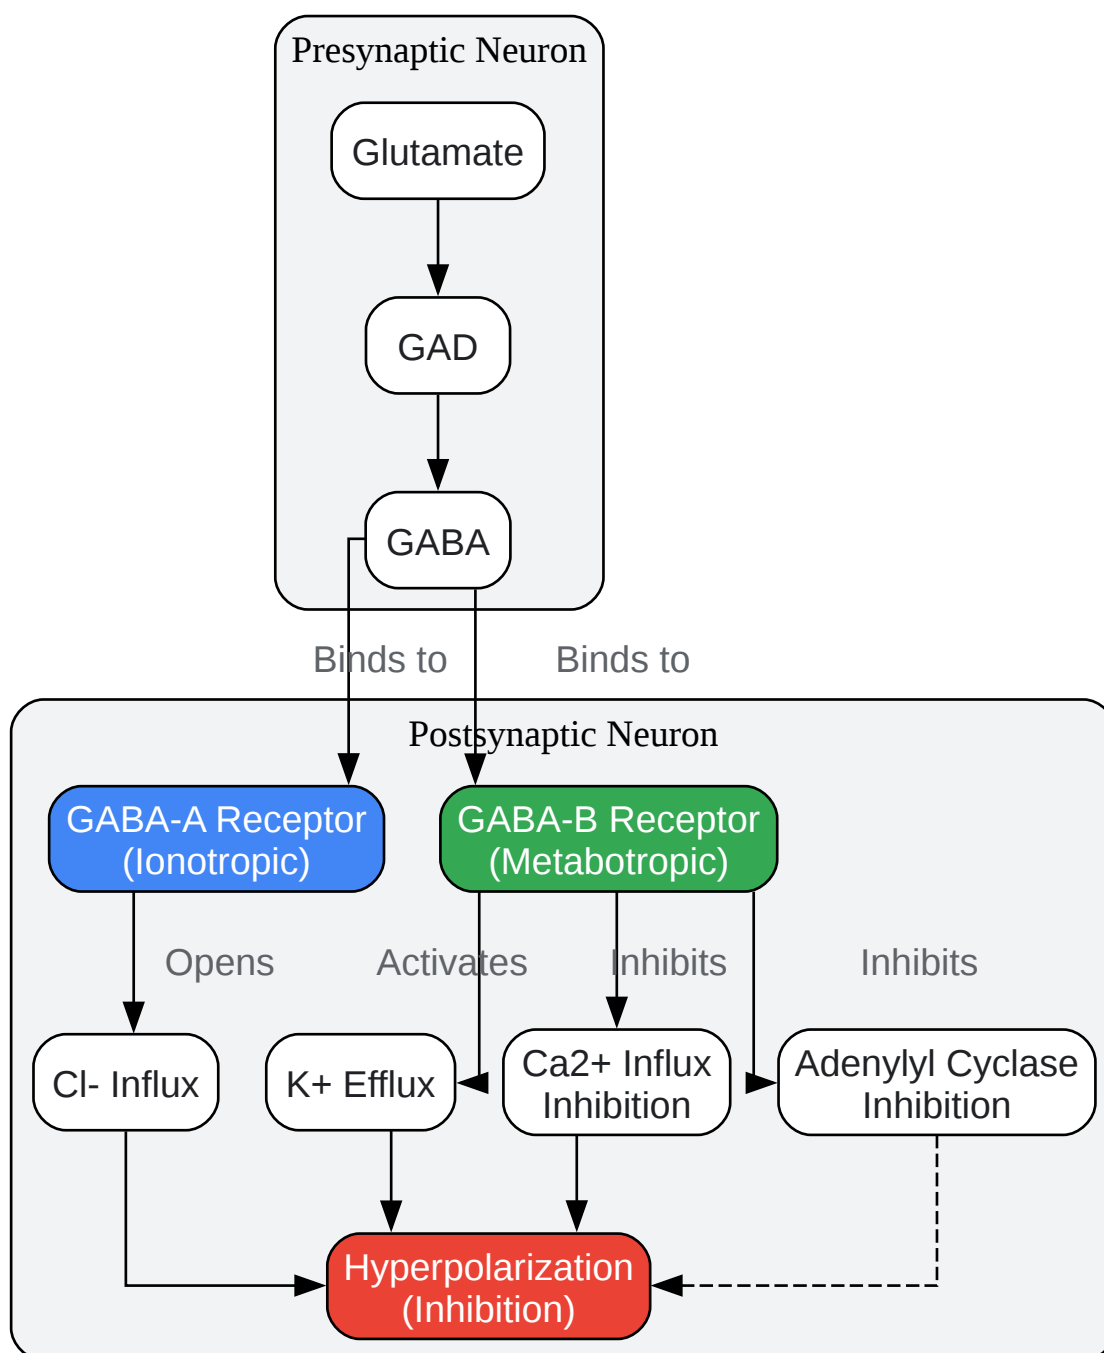 Presynaptic Neuron
Glutamate
GAD
GABA
Binds to
Binds to
Postsynaptic Neuron
GABA-A Receptor
(Ionotropic)
GABA-B Receptor
(Metabotropic)
Opens
Activates
Inhibits
Inhibits
Cl- Influx
K+ Efflux
Ca2+ Influx
Inhibition
Adenylyl Cyclase
Inhibition
Hyperpolarization
(Inhibition)